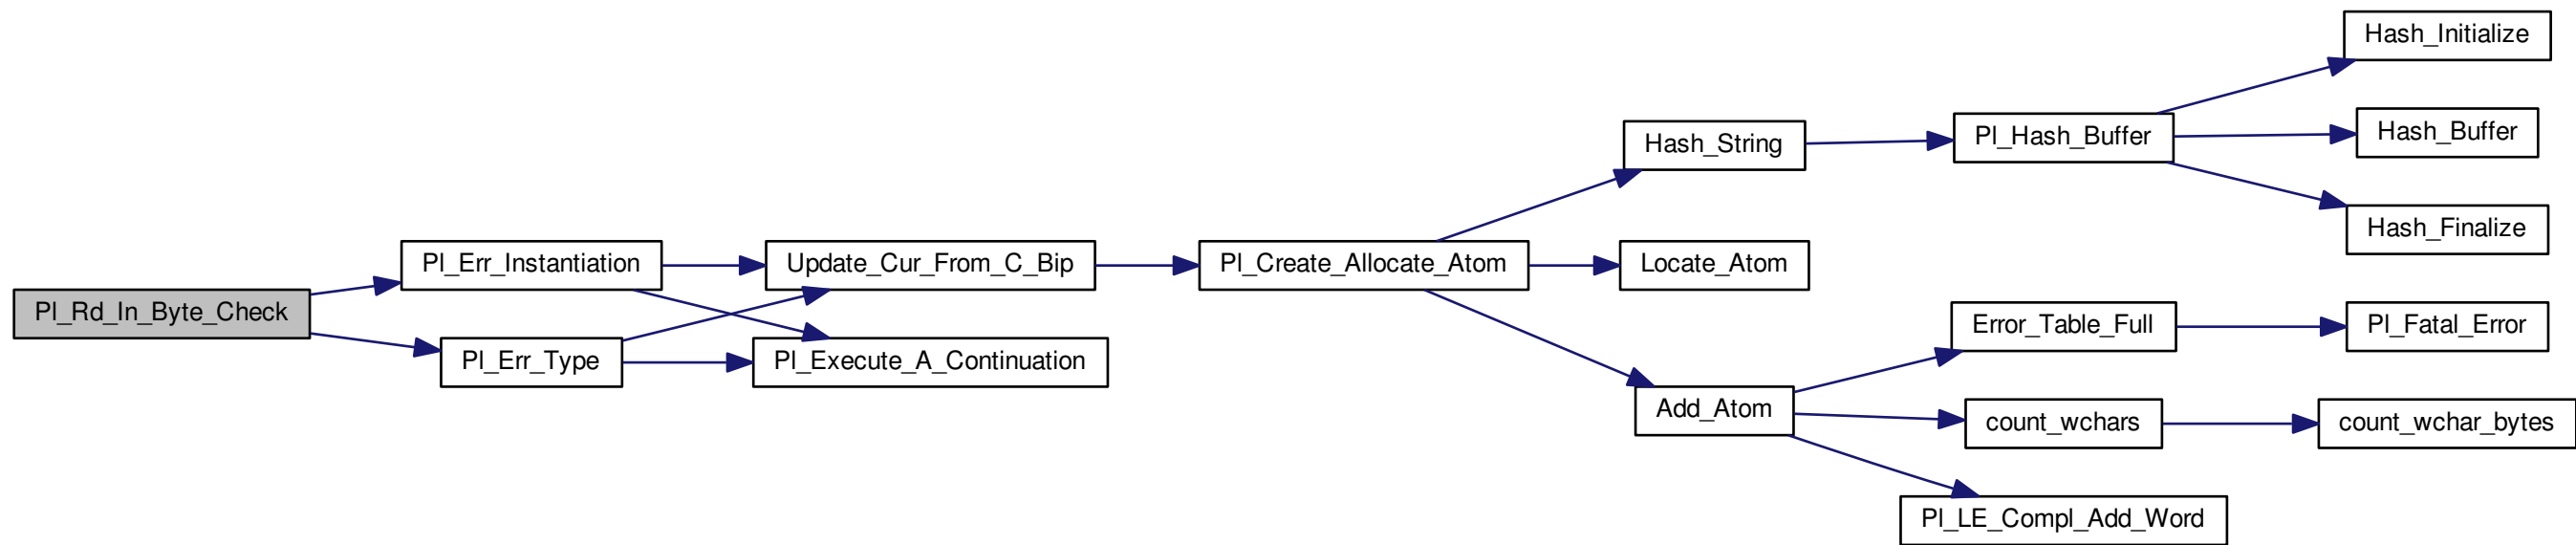 Pl_Rd_In_Byte_Check
Pl_Err_Instantiation
Pl_Err_Type
Update_Cur_From_C_Bip
Pl_Execute_A_Continuation
Pl_Create_Allocate_Atom
Hash_String
Locate_Atom
Add_Atom
Pl_Hash_Buffer
Error_Table_Full
count_wchars
Pl_LE_Compl_Add_Word
Hash_Initialize
Hash_Buffer
Hash_Finalize
Pl_Fatal_Error
count_wchar_bytes